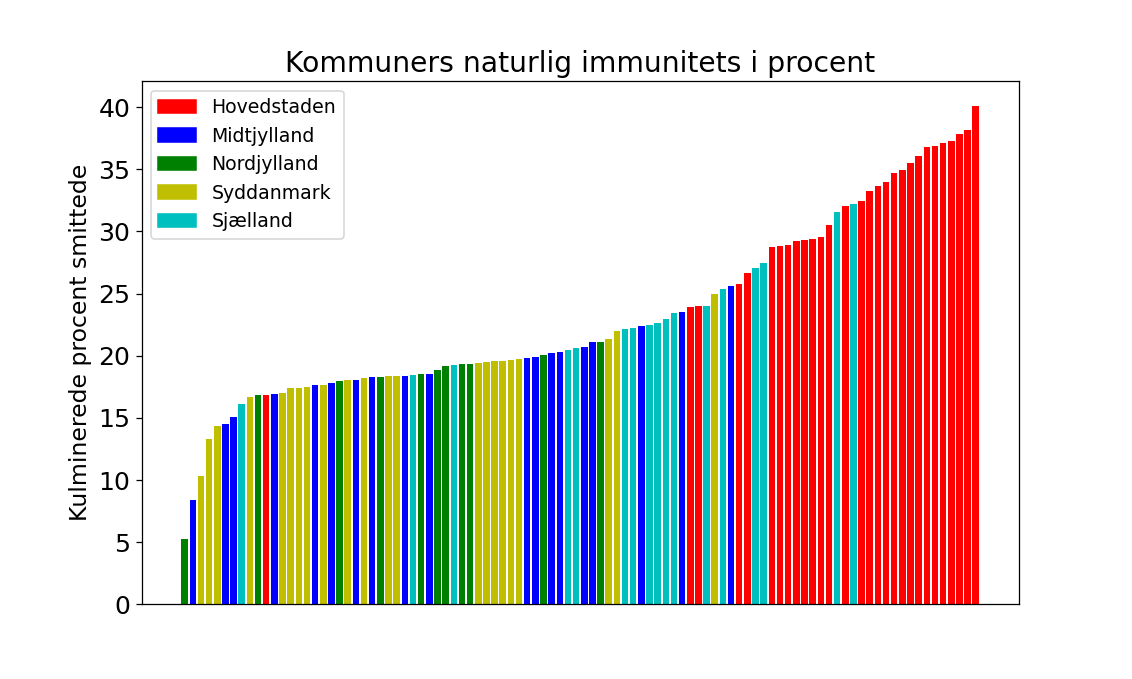 Kommuners naturlig immunitets i procent
Kulminerede procent smittede
40
35
30
25
20
15
10
5
0
Hovedstaden
Midtjylland
Nordjylland
Syddanmark
Sjælland